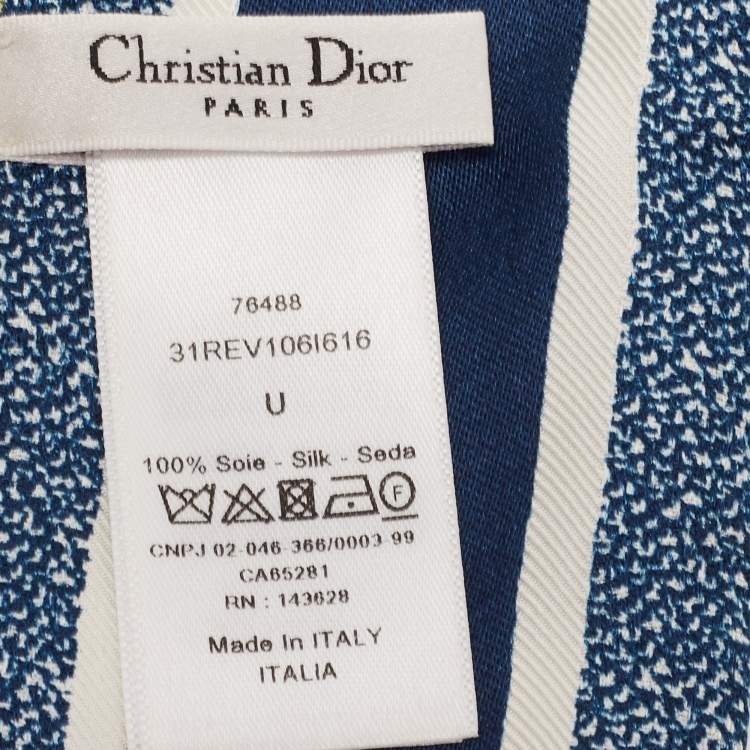 Christian Dior
PARIS
76488
31REV106I616
U
100% Soie - Silk - Seda
F
CNPJ 02-046-366/0003-99
CA65281
RN : 143628
Made In ITALY
ITALIA